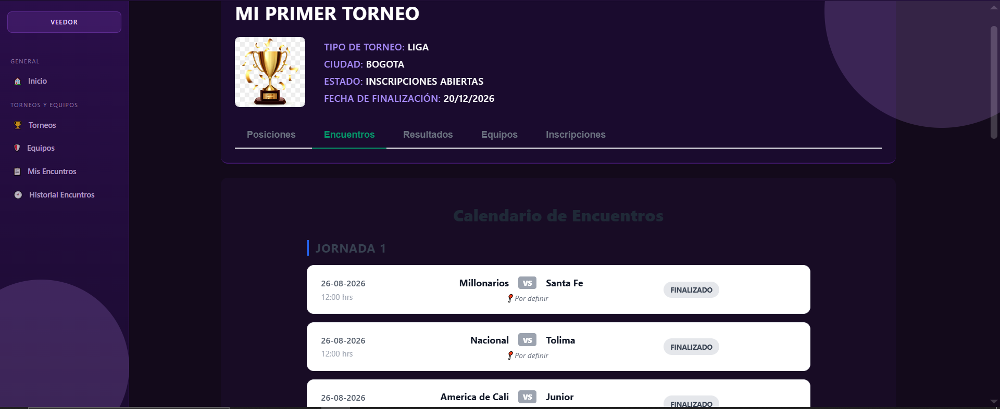 VEEDOR
GENERAL
Inicio
TORNEOS Y EQUIPOS
Torneos
Equipos
Mis Encuntros
Historial Encuntros
MI PRIMER TORNEO
TIPO DE TORNEO: LIGA
CIUDAD: BOGOTA
ESTADO: INSCRIPCIONES ABIERTAS
FECHA DE FINALIZACIÓN: 20/12/2026
Posiciones Encuentros Resultados Equipos Inscripciones
Calendario de Encuentros
JORNADA 1
26-08-2026
12:00 hrs
Millonarios VS Santa Fe
Por definir
FINALIZADO
26-08-2026
12:00 hrs
Nacional VS Tolima
Por definir
FINALIZADO
26-08-2026
America de Cali VS Junior
FINALIZADO